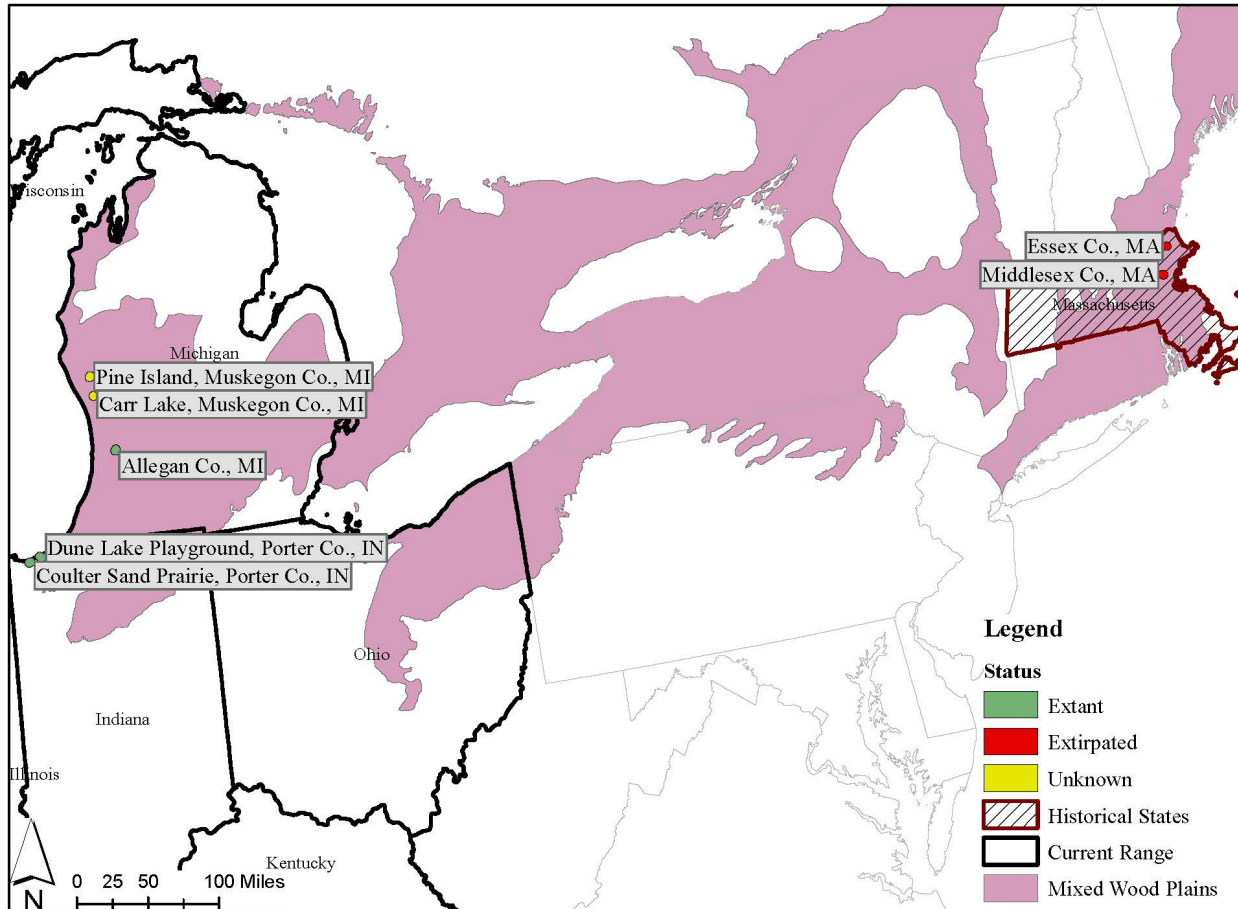 Wisconsin
Essex Co., MA
Middlesex Co., MA
Massachusetts
Michigan
Pine Island, Muskegon Co., MI
Carr Lake, Muskegon Co., MI
Allegan Co., MI
Dune Lake Playground, Porter Co., IN
Coulter Sand Prairie, Porter Co., IN
Ohio
Indiana
Illinois
Kentucky
N
0 25 50 100 Miles
Legend
Status
Extant
Extirpated
Unknown
Historical States
Current Range
Mixed Wood Plains